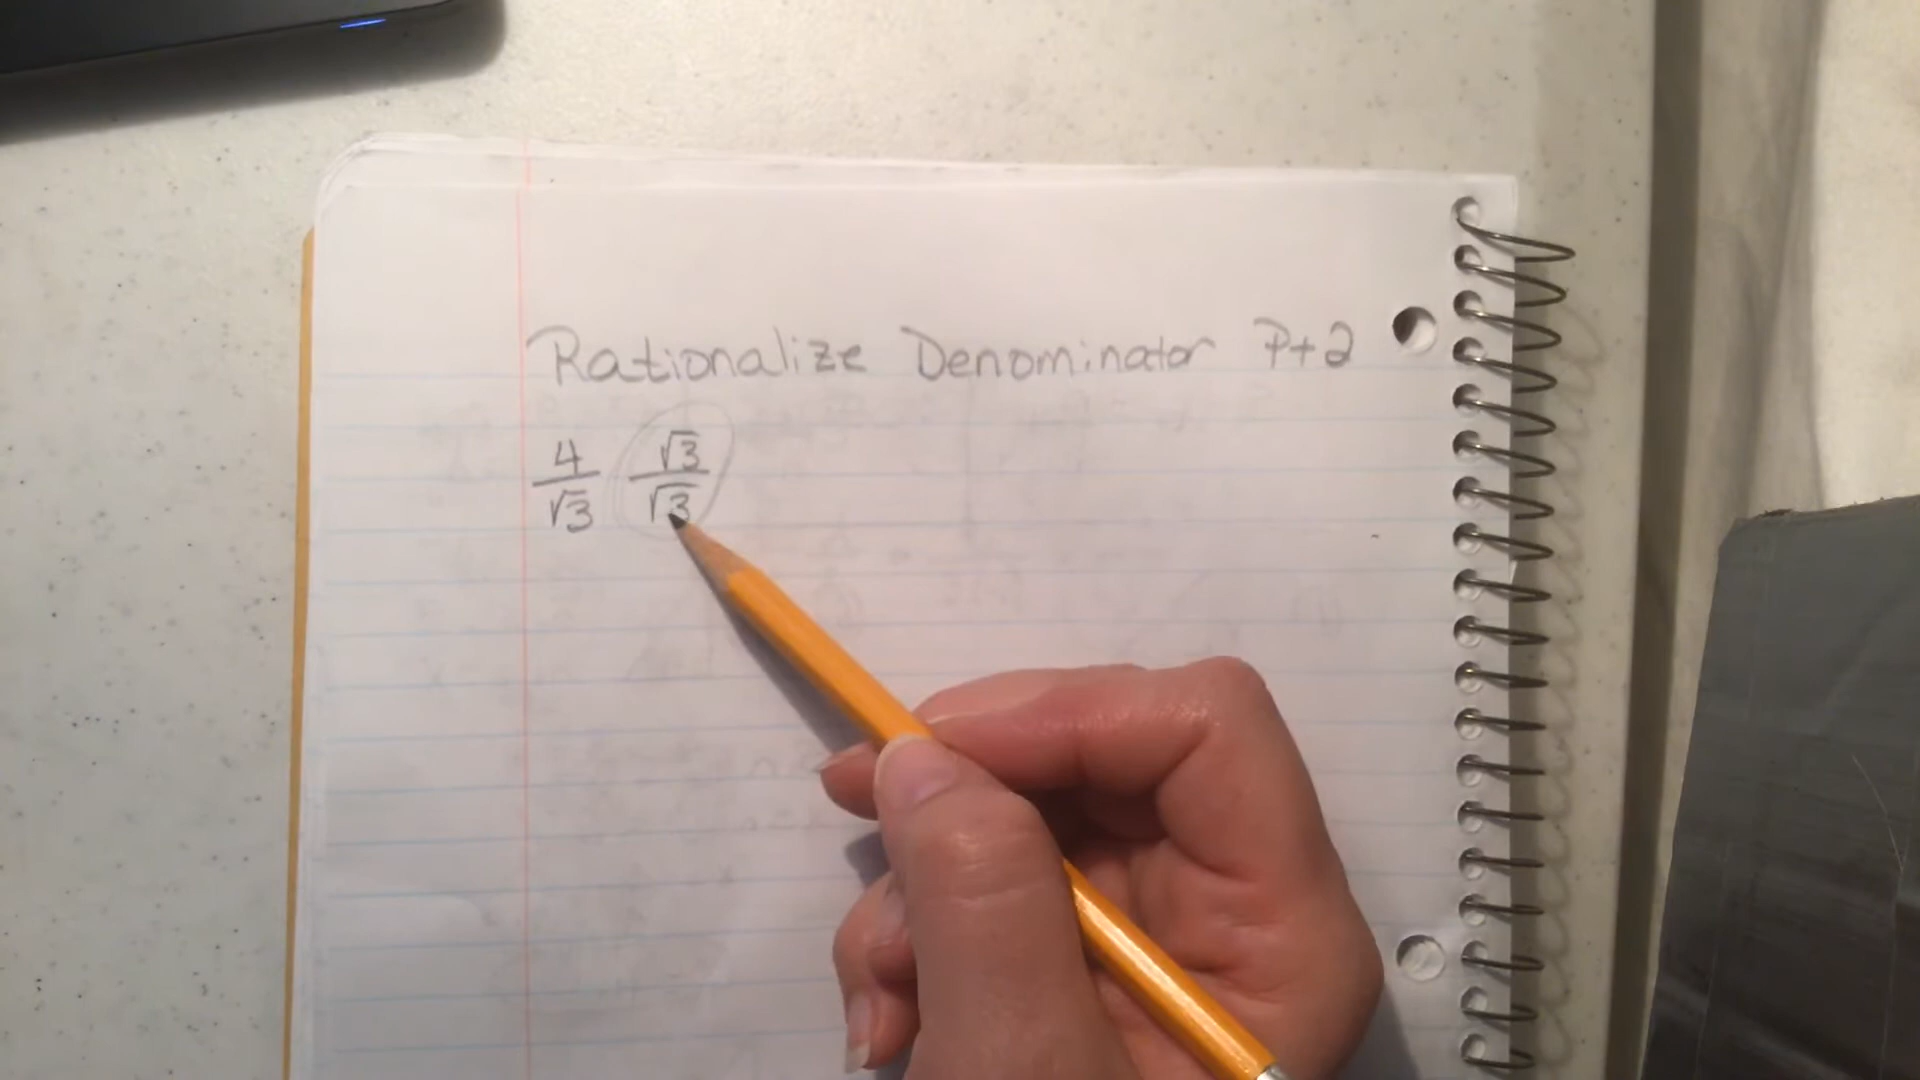 Rationalize Denominator Pt 2
4/√3 √3/√3